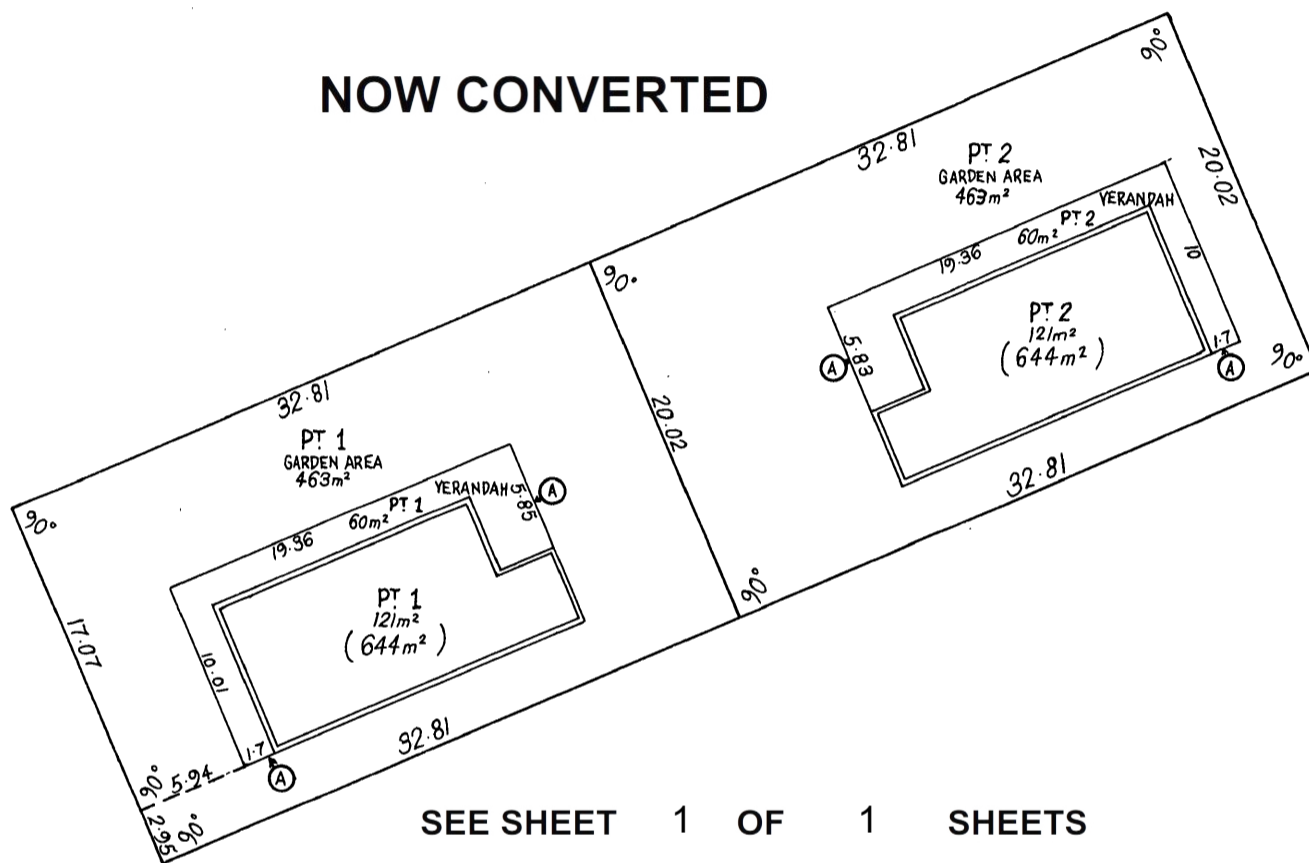 NOW CONVERTED
90°
32.81
PT 2
GARDEN AREA
463m²
20.02
VERANDAH
60m² PT 2
19.36
10
90°
PT 2
121m²
(644m²)
5.83
A
1.7
A
90°
32.81
32.81
20.02
PT 1
GARDEN AREA
463m²
VERANDAH
5.85
A
60m² PT 1
19.36
90°
PT 1
121m²
(644m²)
90°
17.07
10.01
32.81
1.7
A
90°
5.94
2.95
90°
SEE SHEET 1 OF 1 SHEETS